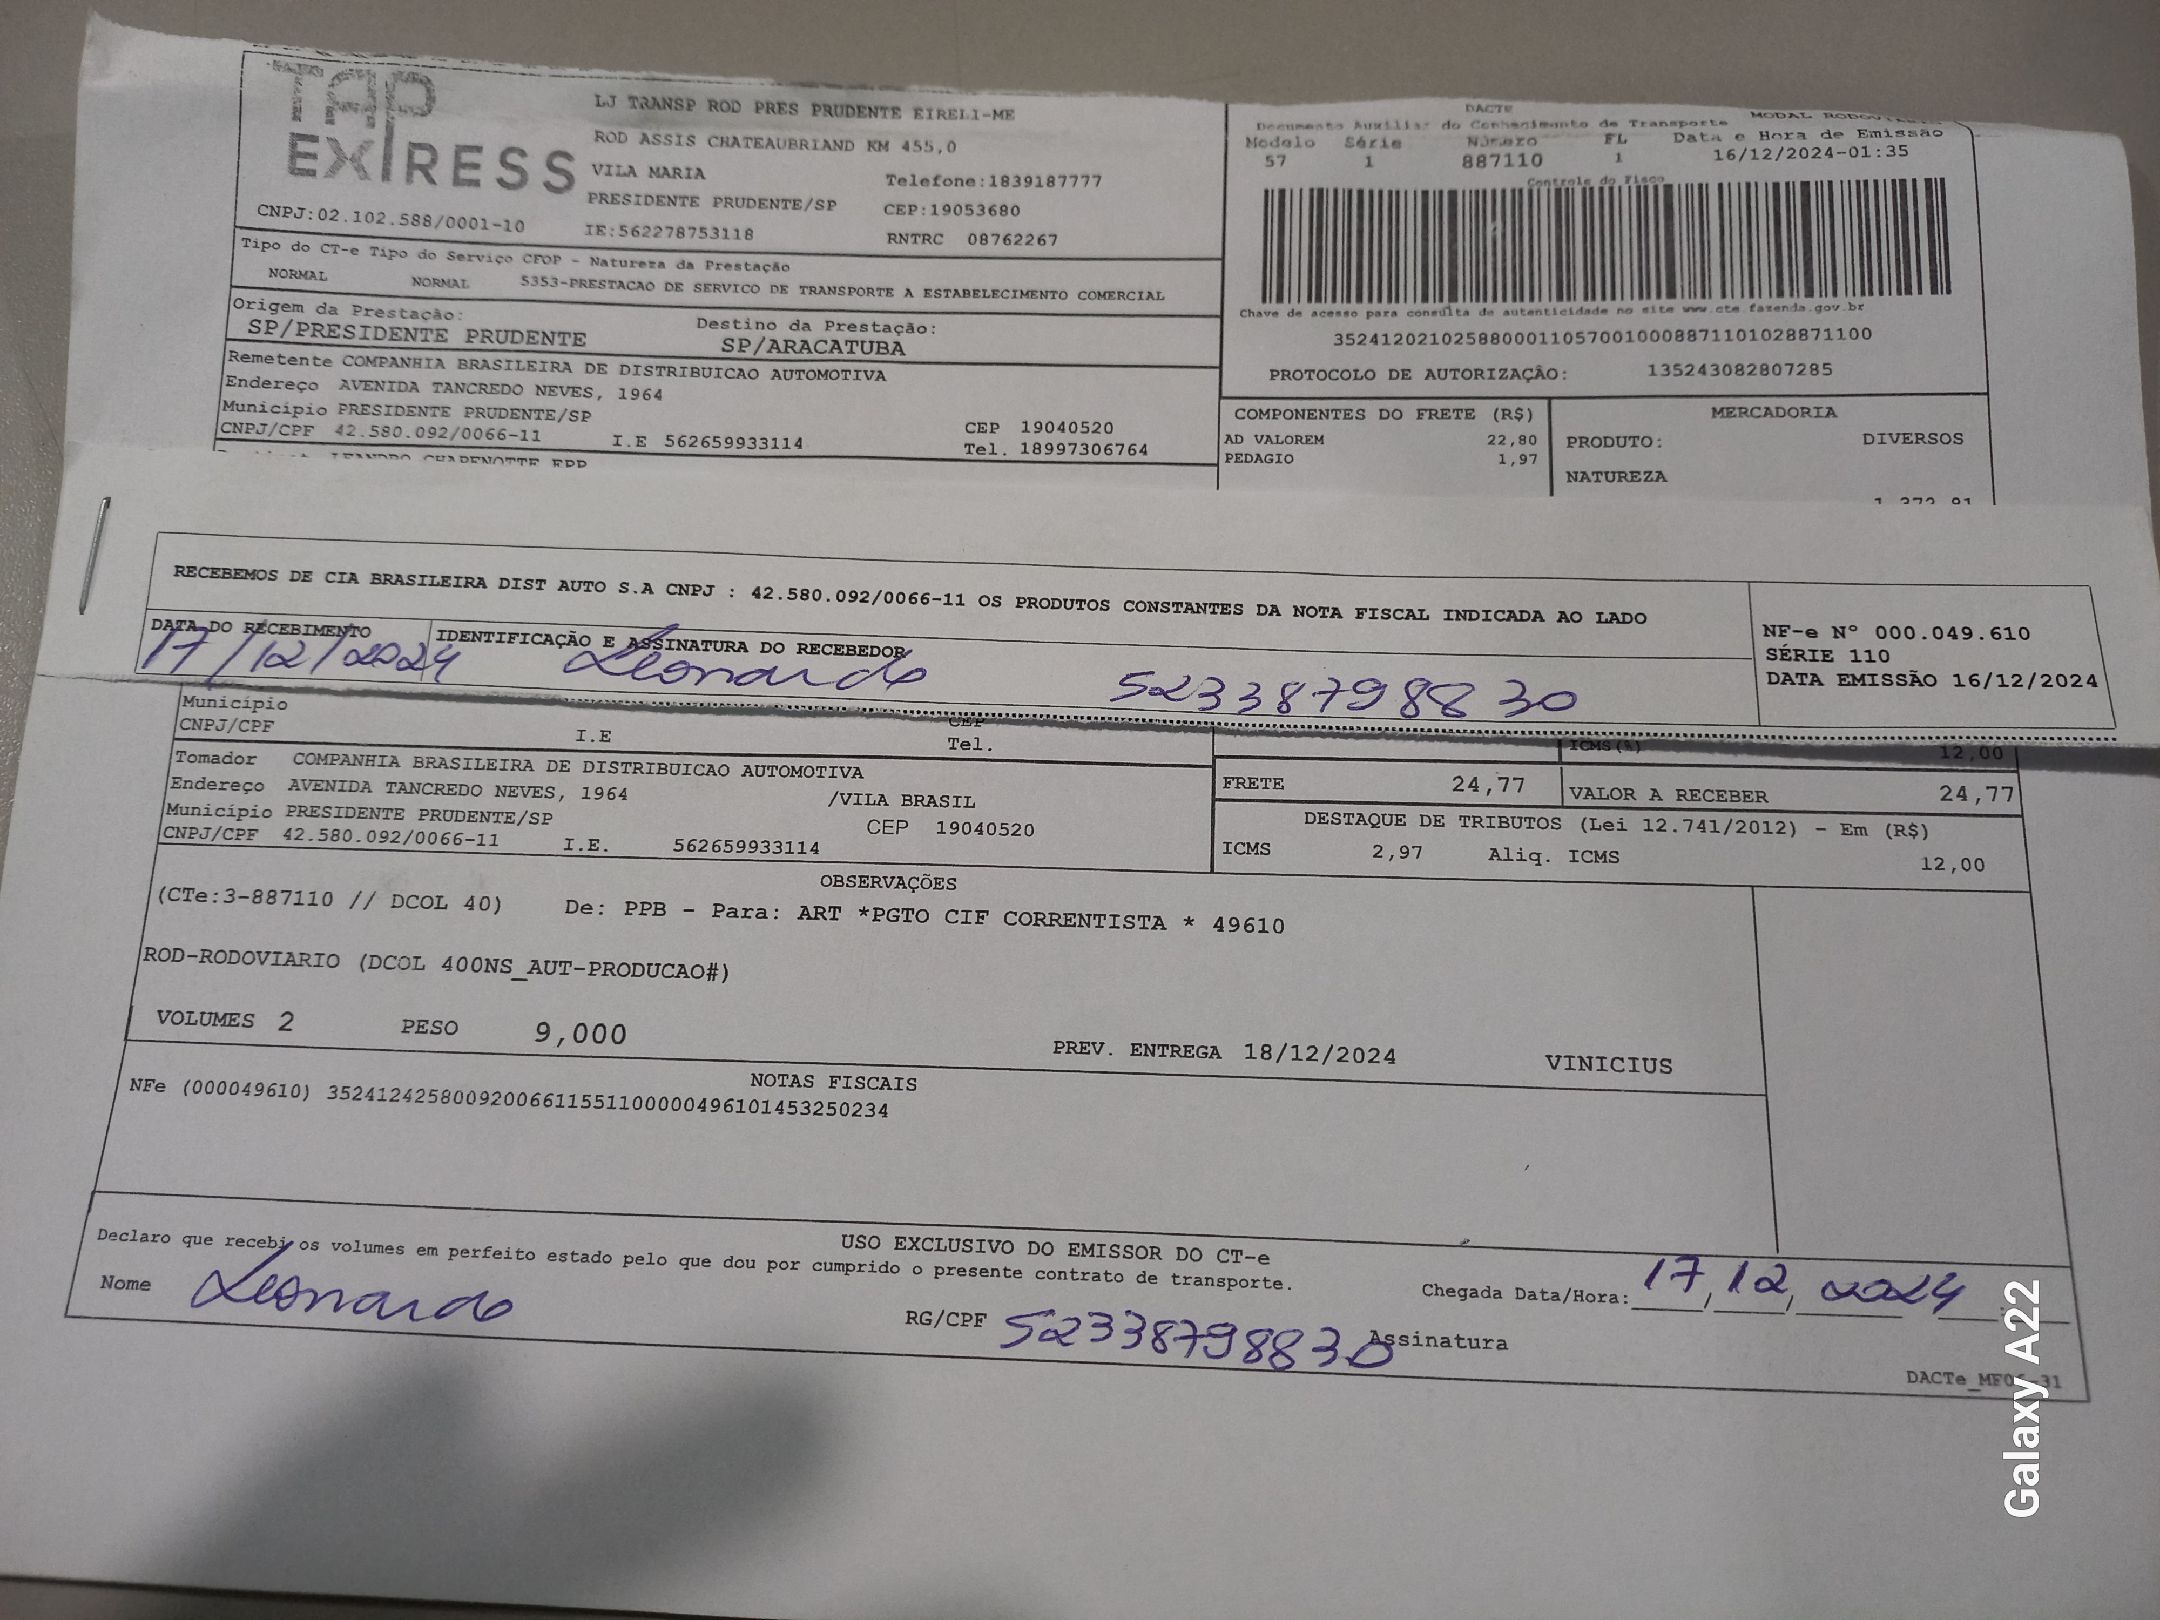 TAP
EXPRESS
LJ TRANSP ROD PRES PRUDENTE EIRELI-ME
ROD ASSIS CHATEAUBRIAND KM 455,0
VILA MARIA
Telefone:1839187777
PRESIDENTE PRUDENTE/SP
CEP:19053680
CNPJ:02.102.588/0001-10
IE:562278753118
RNTRC 08762267
DACTE
MODAL RODOVIARIO
Documento Auxiliar do Conhecimento de Transporte
Modelo Série Número FL Data e Hora de Emissão
57 1 887110 1 16/12/2024-01:35
Controle do Fisco
Chave de acesso para consulta de autenticidade no site www.cte.fazenda.gov.br
35241202102588000110570010008871101028871100
PROTOCOLO DE AUTORIZAÇÃO: 135243082807285
Tipo do CT-e Tipo do Serviço CFOP - Natureza da Prestação
NORMAL NORMAL 5353-PRESTACAO DE SERVICO DE TRANSPORTE A ESTABELECIMENTO COMERCIAL
Origem da Prestação: Destino da Prestação:
SP/PRESIDENTE PRUDENTE SP/ARACATUBA
Remetente COMPANHIA BRASILEIRA DE DISTRIBUICAO AUTOMOTIVA
Endereço AVENIDA TANCREDO NEVES, 1964
Município PRESIDENTE PRUDENTE/SP CEP 19040520
CNPJ/CPF 42.580.092/0066-11 I.E 562659933114 Tel. 18997306764
COMPONENTES DO FRETE (R$)
AD VALOREM 22,80
PEDAGIO 1,97
MERCADORIA
PRODUTO: DIVERSOS
NATUREZA
RECEBEMOS DE CIA BRASILEIRA DIST AUTO S.A CNPJ : 42.580.092/0066-11 OS PRODUTOS CONSTANTES DA NOTA FISCAL INDICADA AO LADO
DATA DO RECEBIMENTO IDENTIFICAÇÃO E ASSINATURA DO RECEBEDOR
17/12/2024 Leonardo 52338798830
NF-e Nº 000.049.610
SÉRIE 110
DATA EMISSÃO 16/12/2024
Município CEP
CNPJ/CPF I.E Tel.
ICMS(%) 12,00
Tomador COMPANHIA BRASILEIRA DE DISTRIBUICAO AUTOMOTIVA
Endereço AVENIDA TANCREDO NEVES, 1964 /VILA BRASIL
Município PRESIDENTE PRUDENTE/SP CEP 19040520
CNPJ/CPF 42.580.092/0066-11 I.E. 562659933114
FRETE 24,77 VALOR A RECEBER 24,77
DESTAQUE DE TRIBUTOS (Lei 12.741/2012) - Em (R$)
ICMS 2,97 Aliq. ICMS 12,00
OBSERVAÇÕES
(CTe:3-887110 // DCOL 40) De: PPB - Para: ART *PGTO CIF CORRENTISTA * 49610
ROD-RODOVIARIO (DCOL 400NS_AUT-PRODUCAO#)
VOLUMES 2 PESO 9,000 PREV. ENTREGA 18/12/2024 VINICIUS
NOTAS FISCAIS
NFe (000049610) 35241242580092006611551100000496101453250234
USO EXCLUSIVO DO EMISSOR DO CT-e
Declaro que recebi os volumes em perfeito estado pelo que dou por cumprido o presente contrato de transporte.
Chegada Data/Hora: 17,12,2024
Nome Leonardo RG/CPF 52338798830 Assinatura
DACTe_MF06-31
Galaxy A22